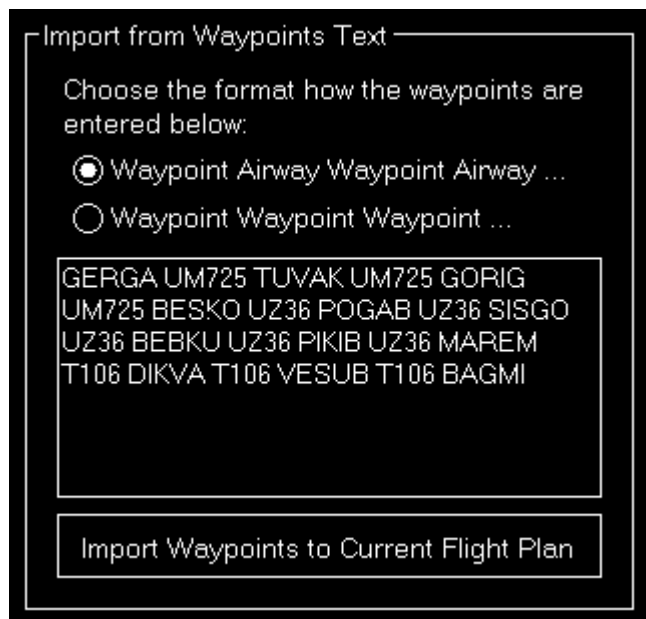 Import from Waypoints Text
Choose the format how the waypoints are
entered below:
Waypoint Airway Waypoint Airway ...
Waypoint Waypoint Waypoint ...
GERGA UM725 TUVAK UM725 GORIG
UM725 BESKO UZ36 POGAB UZ36 SISGO
UZ36 BEBKU UZ36 PIKIB UZ36 MAREM
T106 DIKVA T106 VESUB T106 BAGMI
Import Waypoints to Current Flight Plan